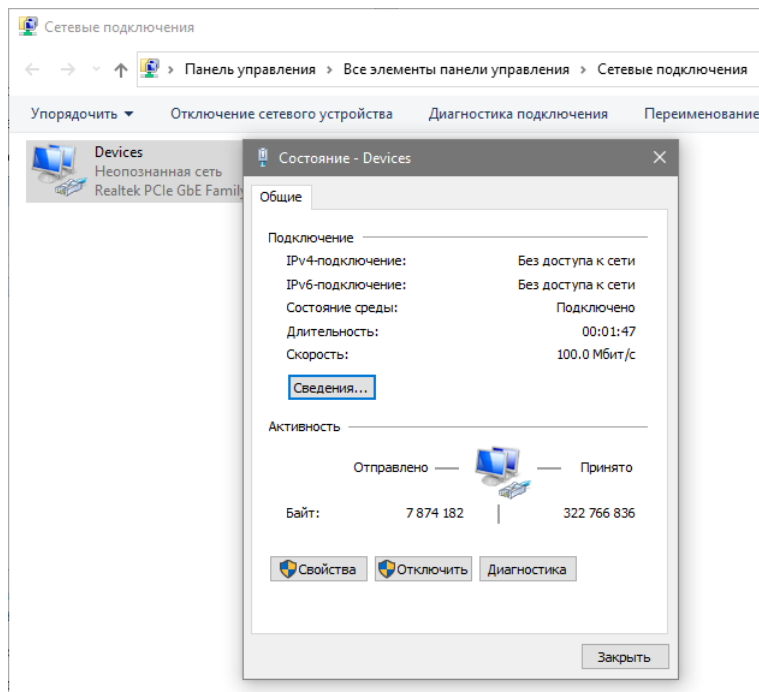 Сетевые подключения
Панель управления › Все элементы панели управления › Сетевые подключения
Упорядочить Отключение сетевого устройства Диагностика подключения Переименование
Devices
Неопознанная сеть
Realtek PCIe GbE Family
Состояние - Devices
Общие
Подключение
IPv4-подключение: Без доступа к сети
IPv6-подключение: Без доступа к сети
Состояние среды: Подключено
Длительность: 00:01:47
Скорость: 100.0 Мбит/с
Сведения...
Активность
Отправлено — — Принято
Байт: 7 874 182 | 322 766 836
Свойства Отключить Диагностика
Закрыть